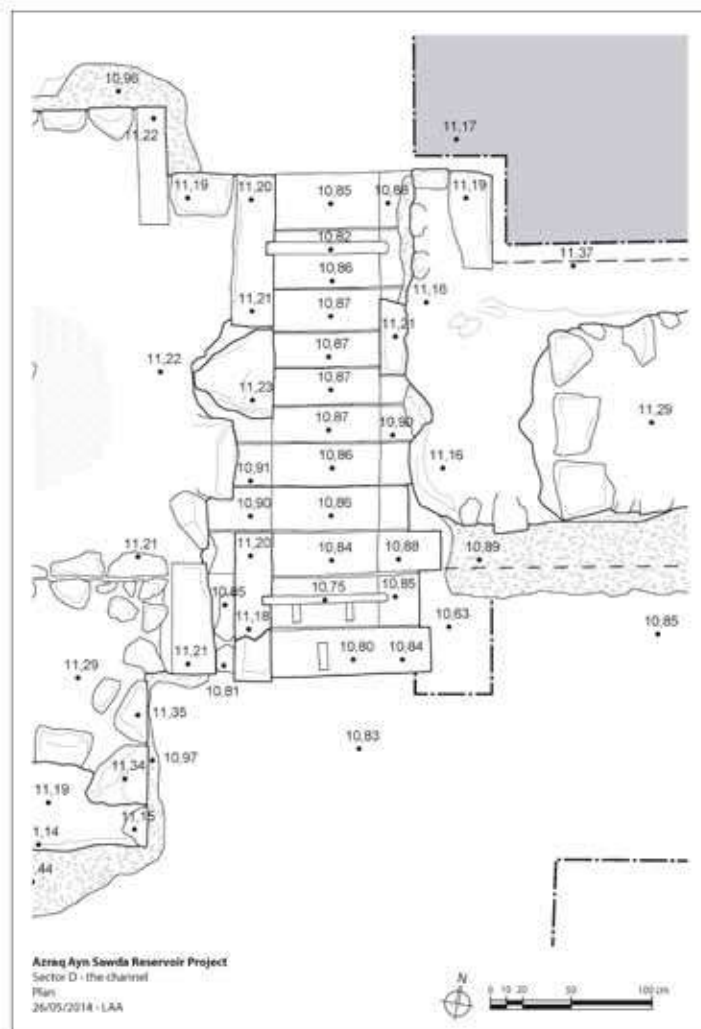 10,96
11,22
11,17
11,19 11,20 10,85 10,88 11,19
10,82
10,86
11,37
11,21 10,87 11,16
11,21
11,22 10,87
11,23 10,87
10,87 10,90 11,29
10,91 10,86 11,16
10,90 10,86
11,21 11,20 10,84 10,88 10,89
10,85 10,75 10,85
11,18 10,63 10,85
11,21 10,80 10,84
11,29 10,81
11,35
10,83
10,97
11,34
11,19
11,15
1,14
,44
Azraq Ayn Sawda Reservoir Project
Sector D - the channel
Plan
26/05/2014 - LAA
N
0 10 20 50 100 cm